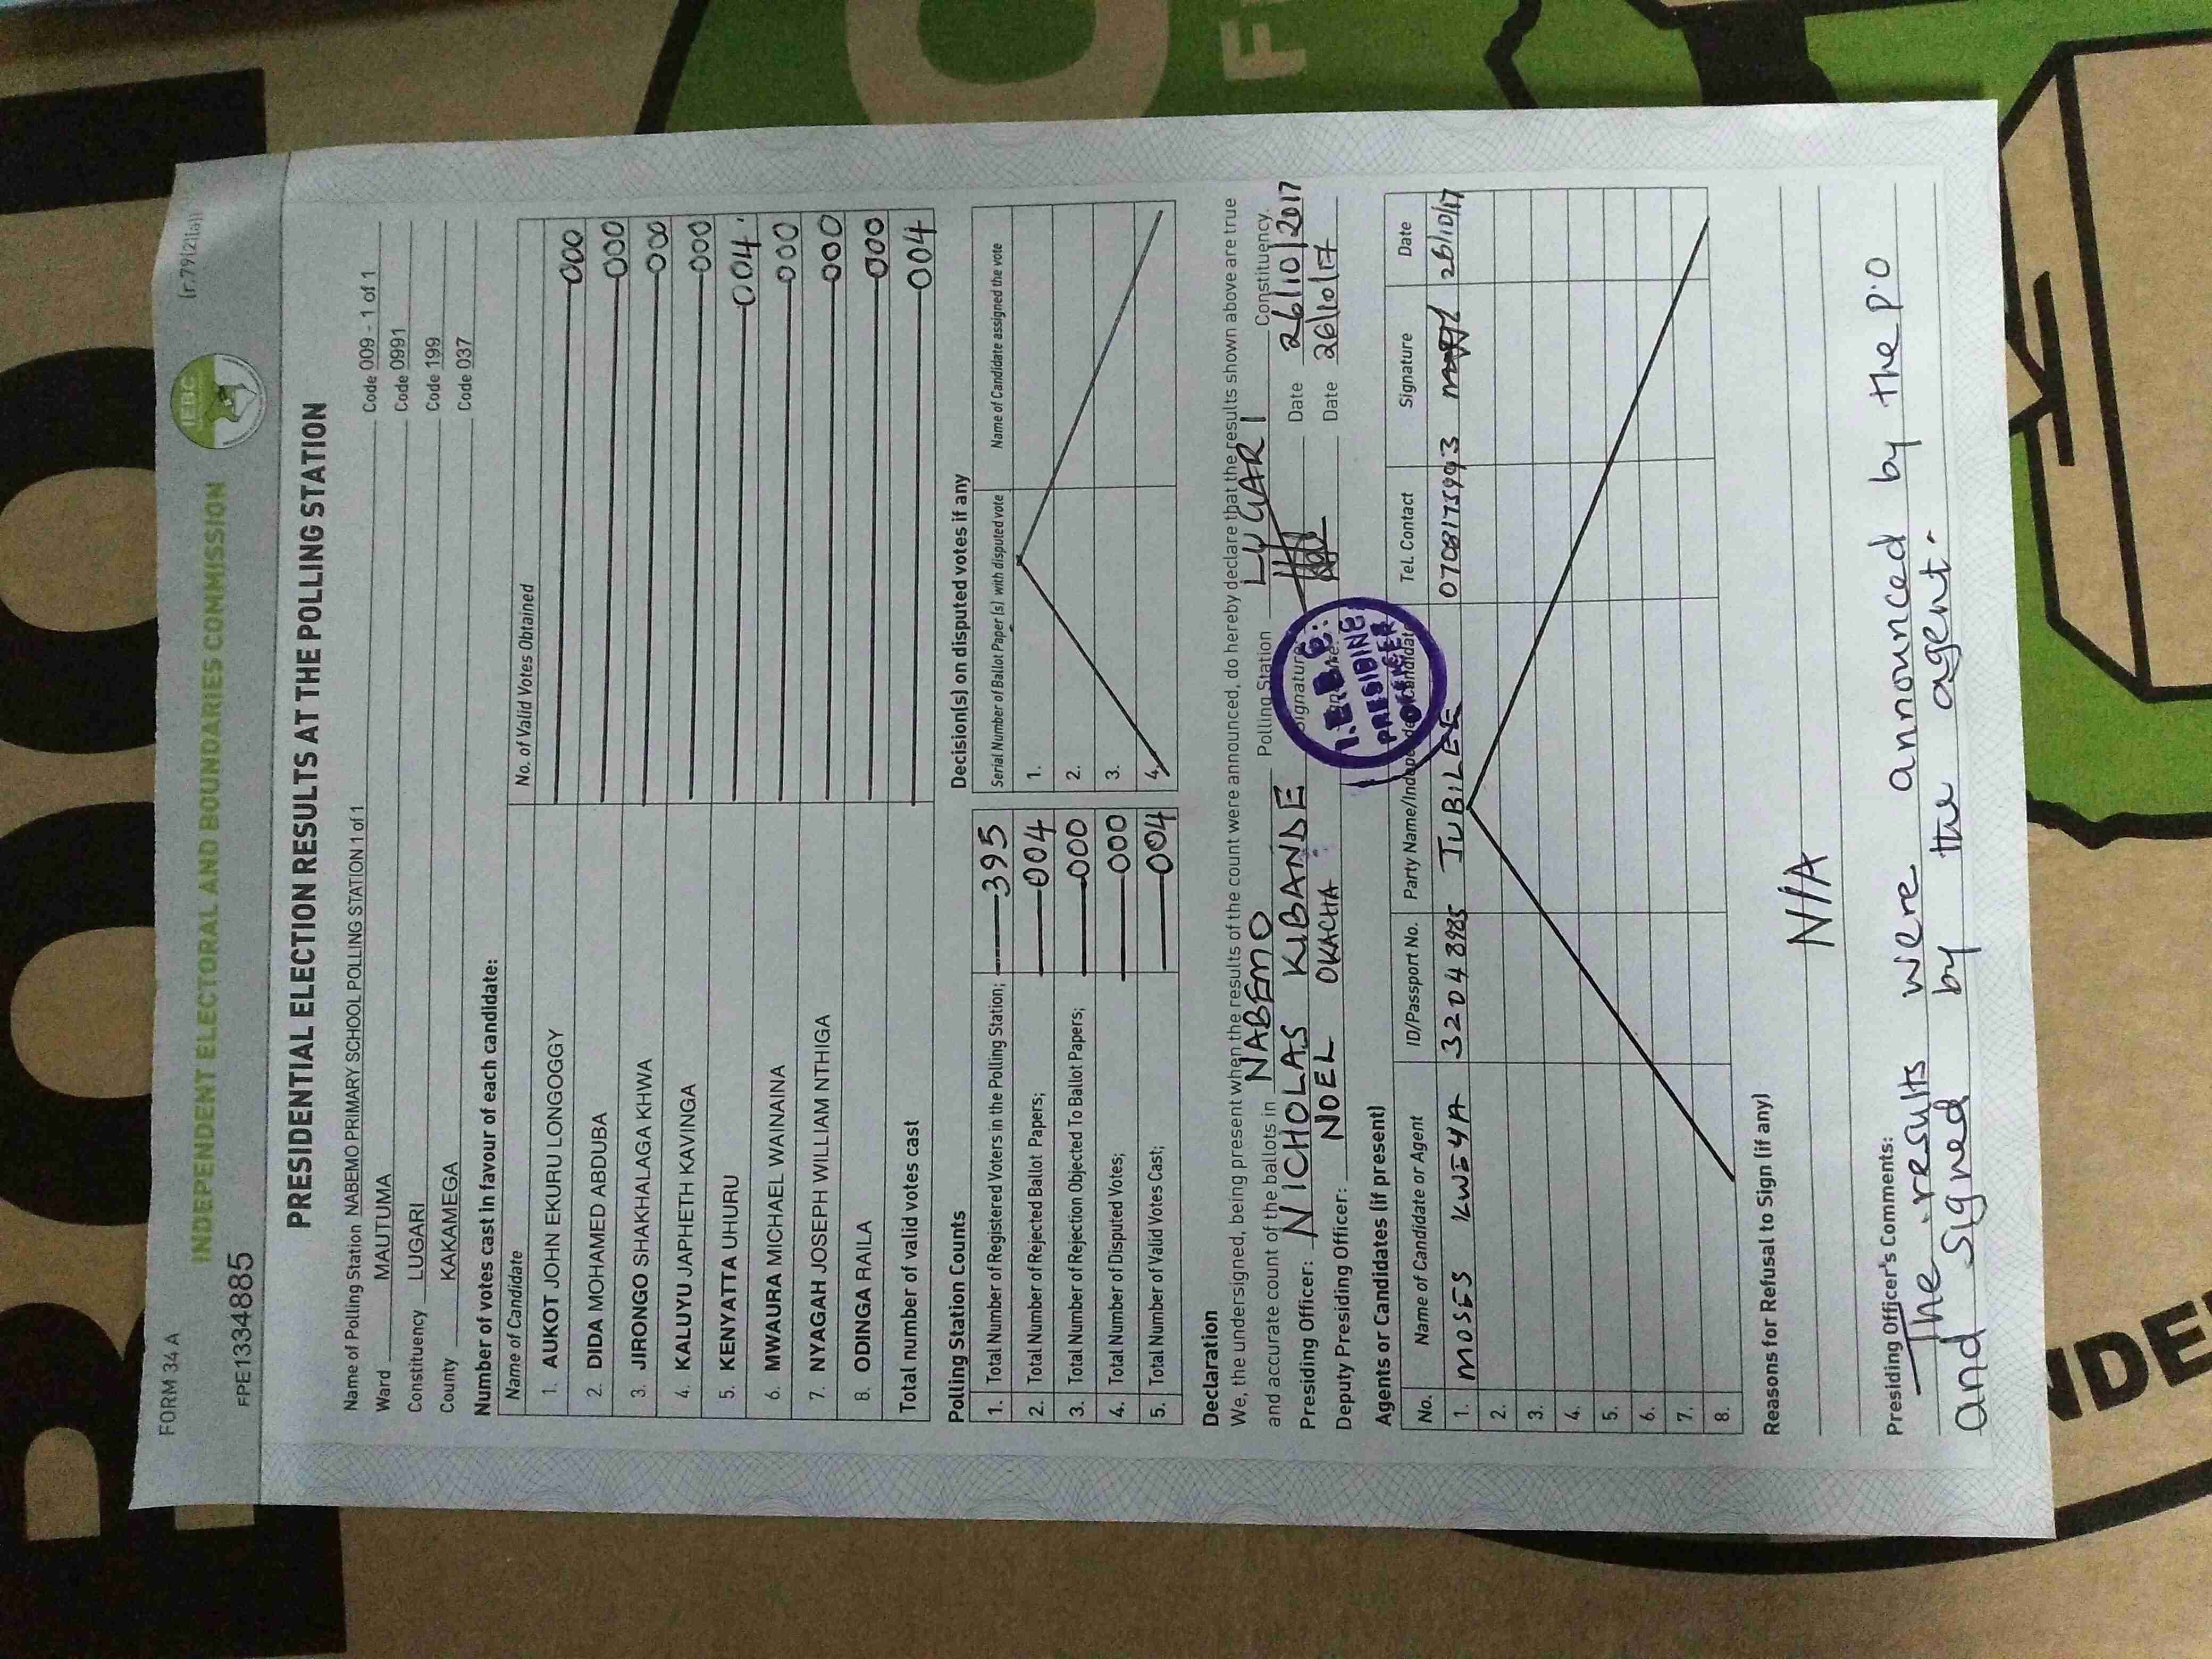 FORM 34 A
(r.79(2)(a))
IEBC
INDEPENDENT ELECTORAL AND BOUNDARIES COMMISSION
FPE1334885
PRESIDENTIAL ELECTION RESULTS AT THE POLLING STATION
Name of Polling Station NABEMO PRIMARY SCHOOL POLLING STATION 1 of 1 Code 009 - 1 of 1
Ward MAUTUMA Code 0991
Constituency LUGARI Code 199
County KAKAMEGA Code 037
Number of votes cast in favour of each candidate:
Name of Candidate No. of Valid Votes Obtained
1. AUKOT JOHN EKURU LONGOGGY 000
2. DIDA MOHAMED ABDUBA 000
3. JIRONGO SHAKHALAGA KHWA 000
4. KALUYU JAPHETH KAVINGA 000
5. KENYATTA UHURU 004
6. MWAURA MICHAEL WAINAINA 000
7. NYAGAH JOSEPH WILLIAM NTHIGA 000
8. ODINGA RAILA 000
Total number of valid votes cast 004
Polling Station Counts
1. Total Number of Registered Voters in the Polling Station; 395
2. Total Number of Rejected Ballot Papers; 004
3. Total Number of Rejection Objected To Ballot Papers; 000
4. Total Number of Disputed Votes; 000
5. Total Number of Valid Votes Cast; 004
Decision(s) on disputed votes if any
Serial Number of Ballot Paper (s) with disputed vote Name of Candidate assigned the vote
1.
2.
3.
4.
Declaration
We, the undersigned, being present when the results of the count were announced, do hereby declare that the results shown above are true
and accurate count of the ballots in NABEMO Polling Station LUGARI Constituency.
Presiding Officer: NICHOLAS KIBANDE Signature: Date 26/10/2017
Deputy Presiding Officer: NOEL OKACHA Date 26/10/17
I.E.B.C.
PRESIDING
OFFICER
Agents or Candidates (if present)
No. Name of Candidate or Agent ID/Passport No. Party Name/Independent Candidate Tel. Contact Signature Date
1. MOSES KWEYA 32048985 JUBILEE 0708173993 26/10/17
2.
3.
4.
5.
6.
7.
8.
Reasons for Refusal to Sign (if any)
N/A
Presiding Officer's Comments:
The results were announced by the P.O
and signed by the agent.